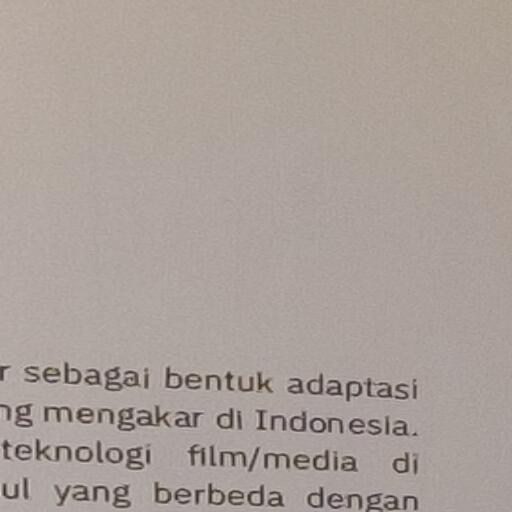 r sebagai bentuk adaptasi
ng mengakar di Indonesia.
teknologi film/media di
ul yang berbeda dengan